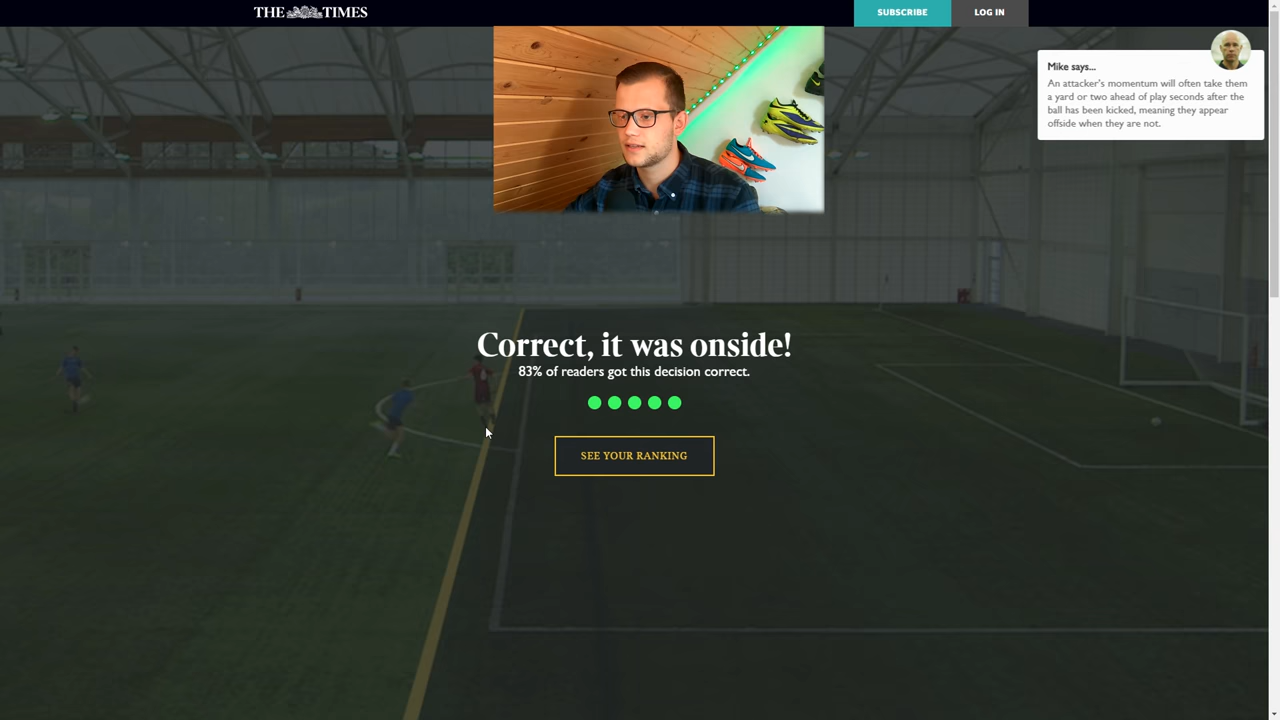 THE TIMES
SUBSCRIBE
LOG IN
Mike says...
An attacker's momentum will often take them
a yard or two ahead of play seconds after the
ball has been kicked, meaning they appear
offside when they are not.
Correct, it was onside!
83% of readers got this decision correct.
SEE YOUR RANKING